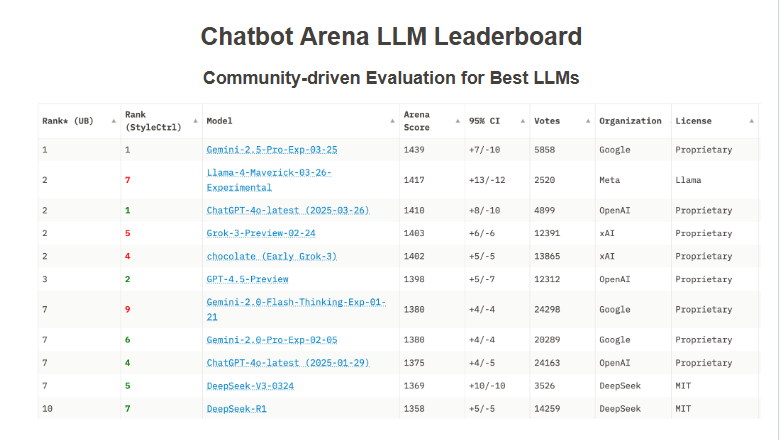 Chatbot Arena LLM Leaderboard
Community-driven Evaluation for Best LLMs
Rank* (UB) Rank (StyleCtrl) Model Arena Score 95% CI Votes Organization License
1 1 Gemini-2.5-Pro-Exp-03-25 1439 +7/-10 5858 Google Proprietary
2 7 Llama-4-Maverick-03-26-Experimental 1417 +13/-12 2520 Meta Llama
2 1 ChatGPT-4o-latest (2025-03-26) 1410 +8/-10 4899 OpenAI Proprietary
2 5 Grok-3-Preview-02-24 1403 +6/-6 12391 xAI Proprietary
2 4 chocolate (Early Grok-3) 1402 +5/-5 13865 xAI Proprietary
3 2 GPT-4.5-Preview 1398 +5/-7 12312 OpenAI Proprietary
7 9 Gemini-2.0-Flash-Thinking-Exp-01-21 1380 +4/-4 24298 Google Proprietary
7 6 Gemini-2.0-Pro-Exp-02-05 1380 +4/-4 20289 Google Proprietary
7 4 ChatGPT-4o-latest (2025-01-29) 1375 +4/-5 24163 OpenAI Proprietary
7 5 DeepSeek-V3-0324 1369 +10/-10 3526 DeepSeek MIT
10 7 DeepSeek-R1 1358 +5/-5 14259 DeepSeek MIT